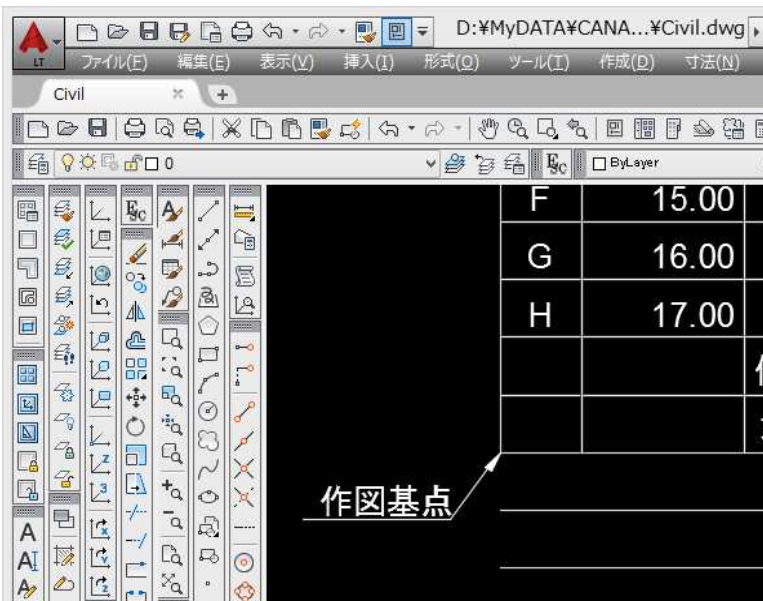 LT
D:¥MyDATA¥CANA...¥Civil.dwg
ファイル(F) 編集(E) 表示(V) 挿入(I) 形式(O) ツール(T) 作成(D) 寸法(N)
Civil
0 ByLayer
F 15.00
G 16.00
H 17.00
作図基点